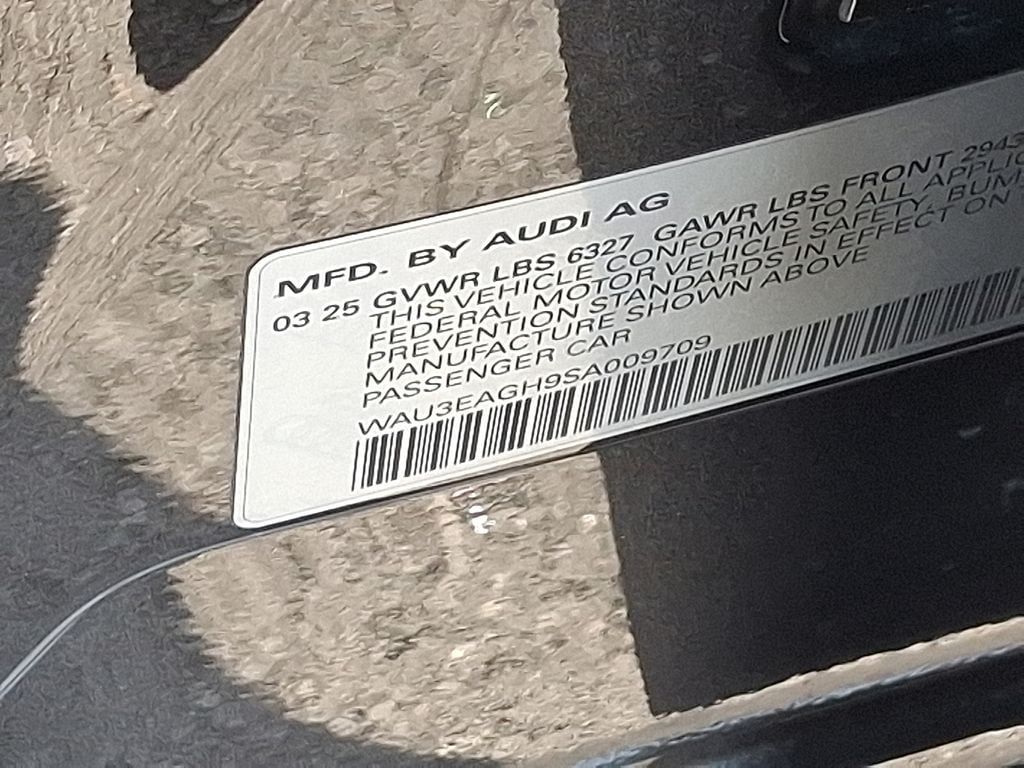 MFD. BY AUDI AG
03 25 GVWR LBS 6327 GAWR LBS FRONT 2943
THIS VEHICLE CONFORMS TO ALL
FEDERAL MOTOR VEHICLE SAFETY,
PREVENTION STANDARDS IN EFFECT ON
MANUFACTURE SHOWN ABOVE
PASSENGER CAR
WAU3EAGH9SA009709